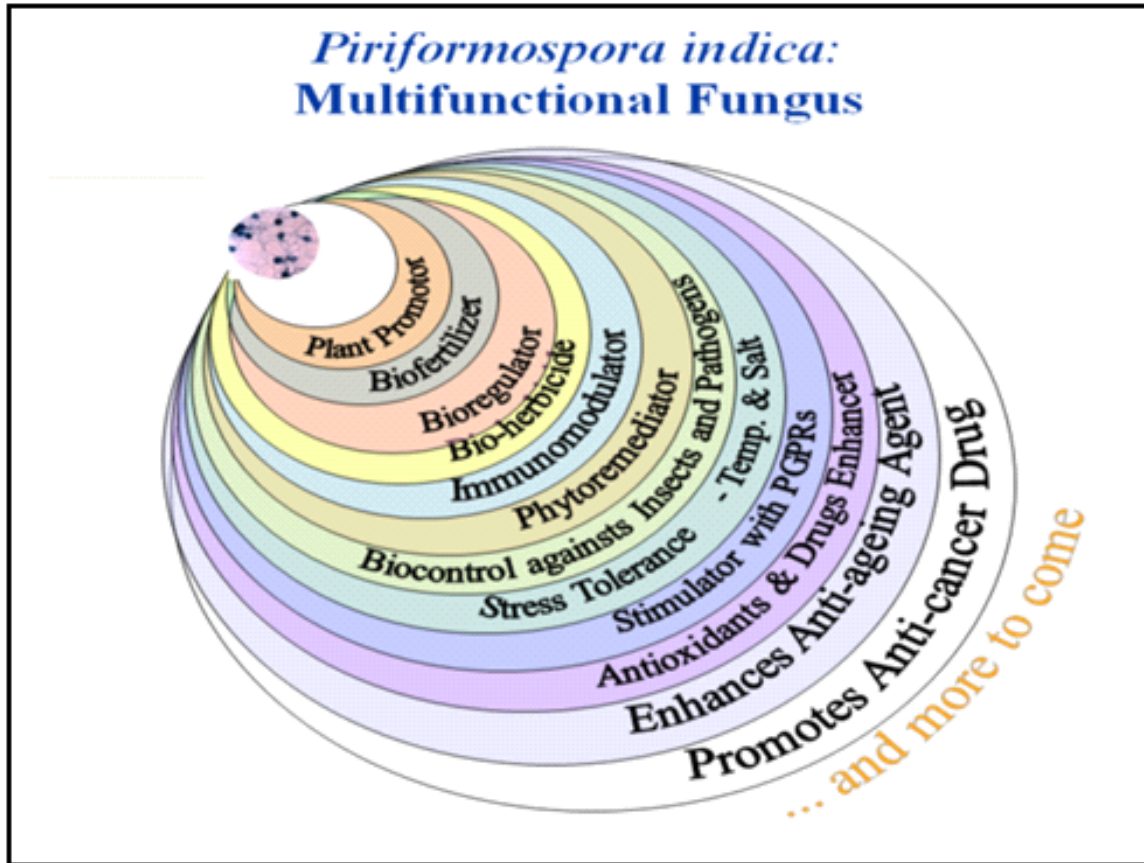 Piriformospora indica:
Multifunctional Fungus
Plant Promotor
Biofertilizer
Bioregulator
Bio-herbicide
Immunomodulator
Phytoremediator
Biocontrol againsts Insects and Pathogens
Stress Tolerance - Temp. & Salt
Stimulator with PGPRs
Antioxidants & Drugs Enhancer
Enhances Anti-ageing Agent
Promotes Anti-cancer Drug
... and more to come